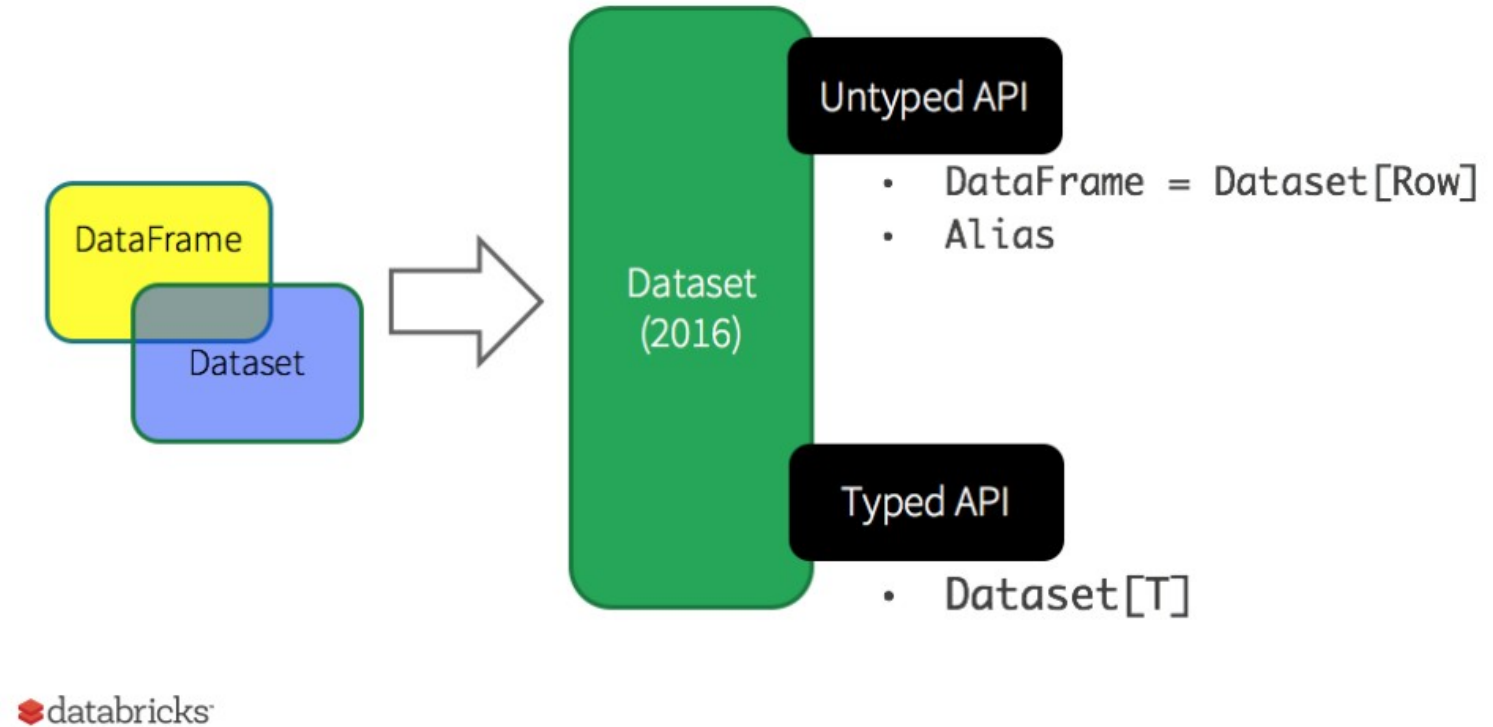 DataFrame
Dataset
Dataset
(2016)
Untyped API
• DataFrame = Dataset[Row]
• Alias
Typed API
• Dataset[T]
databricks